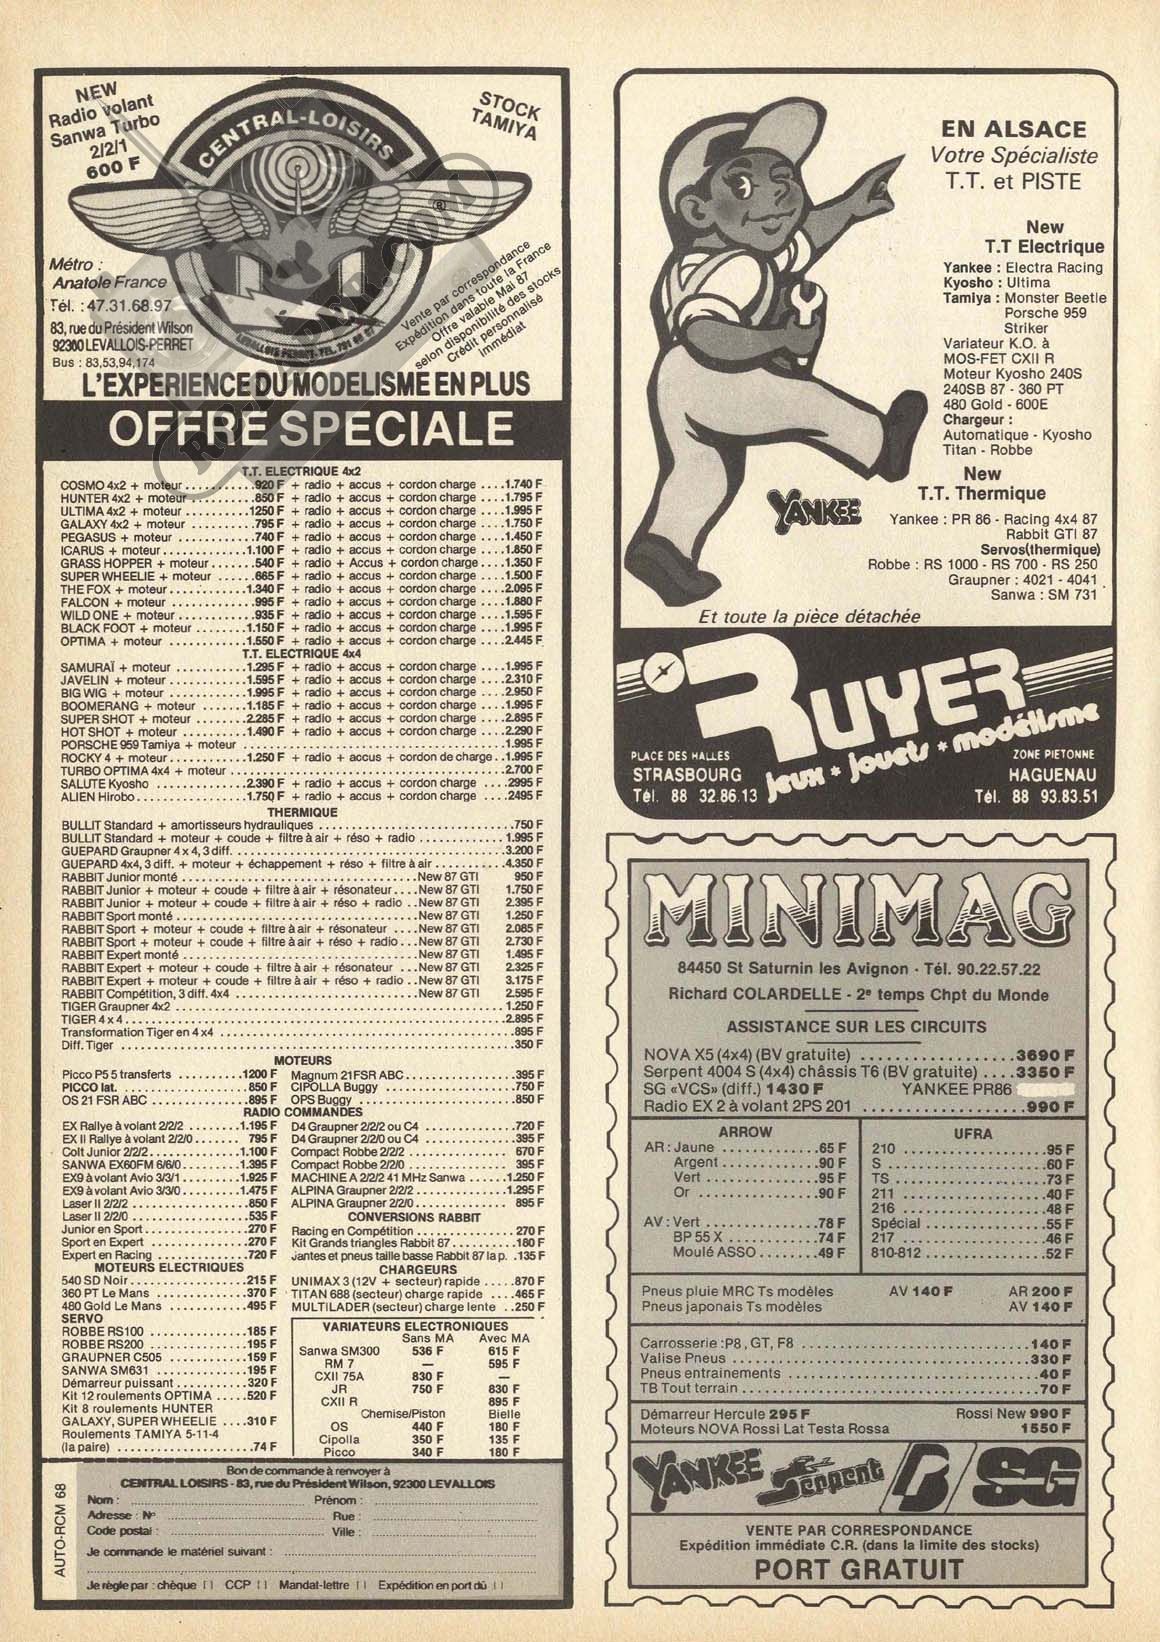 NEW
Radio volant
Sanwa Turbo
2/2/1
600 F
STOCK
TAMIYA
CENTRAL-LOISIRS
Métro :
Anatole France
Tél. : 47.31.68.97
83, rue du Président Wilson
92300 LEVALLOIS-PERRET
Bus : 83,53,94,174
Vente par correspondance
Expédition dans toute la France
Offre valable Mai 87
selon disponibilité des stocks
Crédit personnalisé
immédiat
L'EXPERIENCE DU MODELISME EN PLUS
OFFRE SPECIALE
T.T. ELECTRIQUE 4x2
COSMO 4x2 + moteur ..........920 F + radio + accus + cordon charge ....1.740 F
HUNTER 4x2 + moteur ..........850 F + radio + accus + cordon charge ....1.795 F
ULTIMA 4x2 + moteur ..........1250 F + radio + accus + cordon charge ....1.995 F
GALAXY 4x2 + moteur ..........795 F + radio + accus + cordon charge ....1.750 F
PEGASUS + moteur ............740 F + radio + accus + cordon charge ....1.450 F
ICARUS + moteur............1.100 F + radio + accus + cordon charge ....1.850 F
GRASS HOPPER + moteur.......540 F + radio + Accus + cordon charge ....1.350 F
SUPER WHEELIE + moteur ......665 F + radio + accus + cordon charge ....1.500 F
THE FOX + moteur...........1.340 F + radio + accus + cordon charge ....2.095 F
FALCON + moteur .............995 F + radio + accus + cordon charge ....1.880 F
WILD ONE + moteur............935 F + radio + accus + cordon charge ....1.595 F
BLACK FOOT + moteur ........1.150 F + radio + accus + cordon charge ....1.995 F
OPTIMA + moteur ............1.550 F + radio + accus + cordon charge ....2.445 F
T.T. ELECTRIQUE 4x4
SAMURAÏ + moteur ..........1.295 F + radio + accus + cordon charge ....1.995 F
JAVELIN + moteur...........1.595 F + radio + accus + cordon charge ....2.310 F
BIG WIG + moteur ...........1.995 F + radio + accus + cordon charge ....2.950 F
BOOMERANG + moteur .......1.185 F + radio + accus + cordon charge ....1.995 F
SUPER SHOT + moteur ........2.285 F + radio + accus + cordon charge ....2.895 F
HOT SHOT + moteur ..........1.490 F + radio + accus + cordon charge ....2.290 F
PORSCHE 959 Tamiya + moteur ..............................1.995 F
ROCKY 4 + moteur...........1.250 F + radio + accus + cordon de charge ..1.995 F
TURBO OPTIMA 4x4 + moteur ..............................2.700 F
SALUTE Kyosho .............2.390 F + radio + accus + cordon charge ....2995 F
ALIEN Hirobo...............1.750 F + radio + accus + cordon charge ....2495 F
THERMIQUE
BULLIT Standard + amortisseurs hydrauliques ..............................750 F
BULLIT Standard + moteur + coude + filtre à air + réso + radio ..............1.995 F
GUEPARD Graupner 4 x 4, 3 diff. ..............................3.200 F
GUEPARD 4x4, 3 diff. + moteur + échappement + réso + filtre à air ...........4.350 F
RABBIT Junior monté ..............................New 87 GTI 950 F
RABBIT Junior + moteur + coude + filtre à air + résonateur....New 87 GTI 1.750 F
RABBIT Junior + moteur + coude + filtre à air + réso + radio ..New 87 GTI 2.395 F
RABBIT Sport monté ..............................New 87 GTI 1.250 F
RABBIT Sport + moteur + coude + filtre à air + résonateur ....New 87 GTI 2.085 F
RABBIT Sport + moteur + coude + filtre à air + réso + radio...New 87 GTI 2.730 F
RABBIT Expert monté ..............................New 87 GTI 1.495 F
RABBIT Expert + moteur + coude + filtre à air + résonateur ...New 87 GTI 2.325 F
RABBIT Expert + moteur + coude + filtre à air + réso + radio ..New 87 GTI 3.175 F
RABBIT Compétition, 3 diff. 4x4 ..............................New 87 GTI 2.595 F
TIGER Graupner 4x2 ..............................1.250 F
TIGER 4 x 4 ..............................2.895 F
Transformation Tiger en 4 x4 ..............................895 F
Diff. Tiger ..............................350 F
MOTEURS
Picco P5 5 transferts ..........1200 F
PICCO lat. ....................850 F
OS 21 FSR ABC................895 F
Magnum 21FSR ABC................395 F
CIPOLLA Buggy ..................750 F
OPS Buggy ......................850 F
RADIO COMMANDES
EX Rallye à volant 2/2/2 ........1.195 F
EX II Rallye à volant 2/2/0....... 795 F
Colt Junior 2/2/2...............1.100 F
SANWA EX60FM 6/6/0...........1.395 F
EX9 à volant Avio 3/3/1.........1.925 F
EX9 à volant Avio 3/3/0.........1.475 F
Laser II 2/2/2 .................850 F
Laser II 2/2/0..................535 F
Junior en Sport.................270 F
Sport en Expert ................270 F
Expert en Racing ...............720 F
D4 Graupner 2/2/2 ou C4 ..........720 F
D4 Graupner 2/2/0 ou C4 ..........395 F
Compact Robbe 2/2/2 ............ 670 F
Compact Robbe 2/2/0 ............ 395 F
MACHINE A 2/2/2 41 MHz Sanwa ..1.250 F
ALPINA Graupner 2/2/2...........1.295 F
ALPINA Graupner 2/2/0............ 895 F
CONVERSIONS RABBIT
Racing en Compétition............270 F
Kit Grands triangles Rabbit 87.......180 F
Jantes et pneus taille basse Rabbit 87 la p. .135 F
MOTEURS ELECTRIQUES
540 SD Noir....................215 F
360 PT Le Mans ................370 F
480 Gold Le Mans ..............495 F
CHARGEURS
UNIMAX 3 (12V + secteur) rapide .....870 F
TITAN 688 (secteur) charge rapide ....465 F
MULTILADER (secteur) charge lente ..250 F
SERVO
ROBBE RS100 .................185 F
ROBBE RS200..................195 F
GRAUPNER C505 ..............159 F
SANWA SM631 ................195 F
Démarreur puissant.............320 F
Kit 12 roulements OPTIMA .....520 F
Kit 8 roulements HUNTER
GALAXY, SUPER WHEELIE ....310 F
Roulements TAMIYA 5-11-4
(la paire) ......................74 F
VARIATEURS ELECTRONIQUES
Sans MA Avec MA
Sanwa SM300 536 F 615 F
RM 7 — 595 F
CXII 75A 830 F —
JR 750 F 830 F
CXII R 895 F
Chemise/Piston Bielle
OS 440 F 180 F
Cipolla 350 F 135 F
Picco 340 F 180 F
AUTO-RCM 68
Bon de commande à renvoyer à
CENTRAL LOISIRS - 83, rue du Président Wilson, 92300 LEVALLOIS
Nom : Prénom :
Adresse : N° Rue :
Code postal : Ville :
Je commande le matériel suivant :
Je règle par : chèque [ ] CCP [ ] Mandat-lettre [ ] Expédition en port dû [ ]
EN ALSACE
Votre Spécialiste
T.T. et PISTE
New
T.T Electrique
Yankee : Electra Racing
Kyosho : Ultima
Tamiya : Monster Beetle
Porsche 959
Striker
Variateur K.O. à
MOS-FET CXII R
Moteur Kyosho 240S
240SB 87 - 360 PT
480 Gold - 600E
Chargeur :
Automatique - Kyosho
Titan - Robbe
New
T.T. Thermique
YANKEE
Yankee : PR 86 - Racing 4x4 87
Rabbit GTI 87
Servos(thermique)
Robbe : RS 1000 - RS 700 - RS 250
Graupner : 4021 - 4041
Sanwa : SM 731
Et toute la pièce détachée
RUYER
jeux * jouets * modélisme
PLACE DES HALLES
STRASBOURG
Tél. 88 32.86.13
ZONE PIETONNE
HAGUENAU
Tél. 88 93.83.51
MINIMAG
84450 St Saturnin les Avignon - Tél. 90.22.57.22
Richard COLARDELLE - 2e temps Chpt du Monde
ASSISTANCE SUR LES CIRCUITS
NOVA X5 (4x4) (BV gratuite) ..................3690 F
Serpent 4004 S (4x4) châssis T6 (BV gratuite) ....3350 F
SG «VCS» (diff.) 1430 F YANKEE PR86
Radio EX 2 à volant 2PS 201 ..................990 F
ARROW
AR : Jaune ............65 F
Argent............90 F
Vert ..............95 F
Or ...............90 F
AV : Vert ..............78 F
BP 55 X ...........74 F
Moulé ASSO.......49 F
UFRA
210 ...................95 F
S ....................60 F
TS....................73 F
211 ...................40 F
216 ...................48 F
Spécial ................55 F
217 ...................46 F
810-812 ...............52 F
Pneus pluie MRC Ts modèles AV 140 F AR 200 F
Pneus japonais Ts modèles AV 140 F
Carrosserie : P8, GT, F8 ..................140 F
Valise Pneus ..................330 F
Pneus entrainements ..................40 F
TB Tout terrain..................70 F
Démarreur Hercule 295 F Rossi New 990 F
Moteurs NOVA Rossi Lat Testa Rossa 1550 F
YANKEE
Serpent
SG
VENTE PAR CORRESPONDANCE
Expédition immédiate C.R. (dans la limite des stocks)
PORT GRATUIT